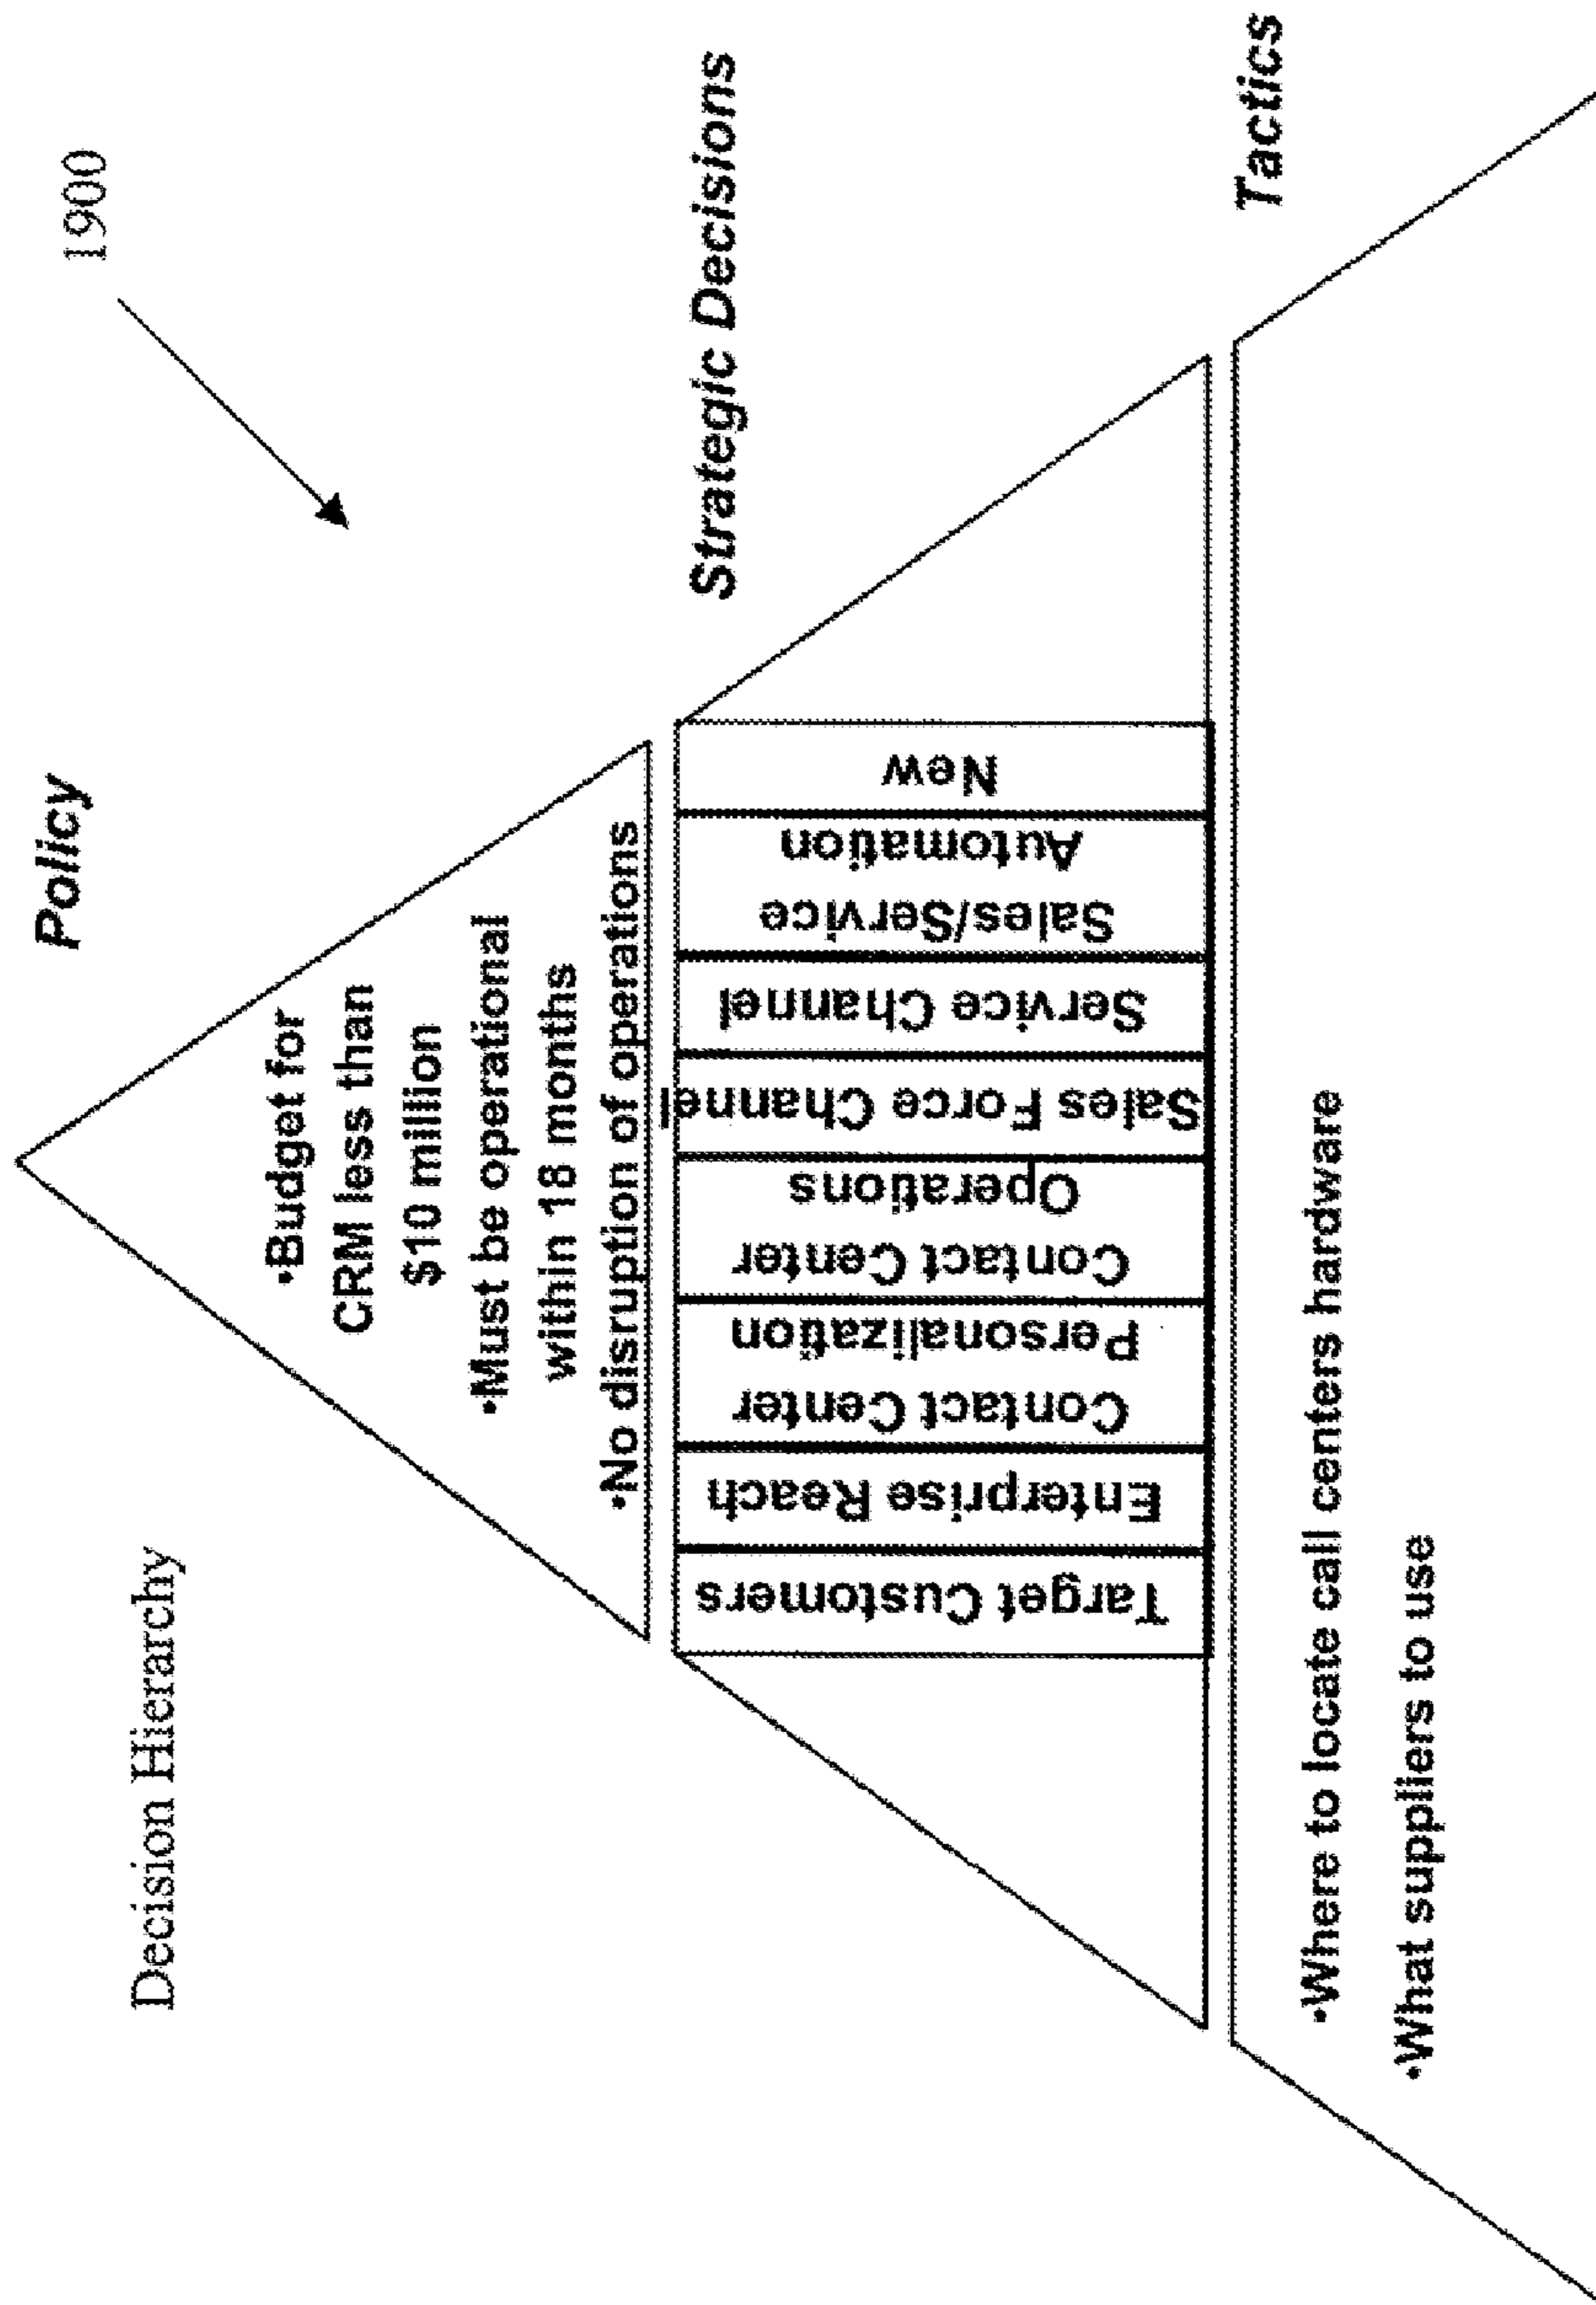 Decision Hierarchy
1900
Policy
•Budget for
CRM less than
$10 million
•Must be operational
within 18 months
•No disruption of operations
Strategic Decisions
Target Customers
Enterprise Reach
Contact Center
Personalization
Contact Center
Operations
Sales Force Channel
Service Channel
Sales/Service
Automation
New
Tactics
•Where to locate call centers hardware
•What suppliers to use